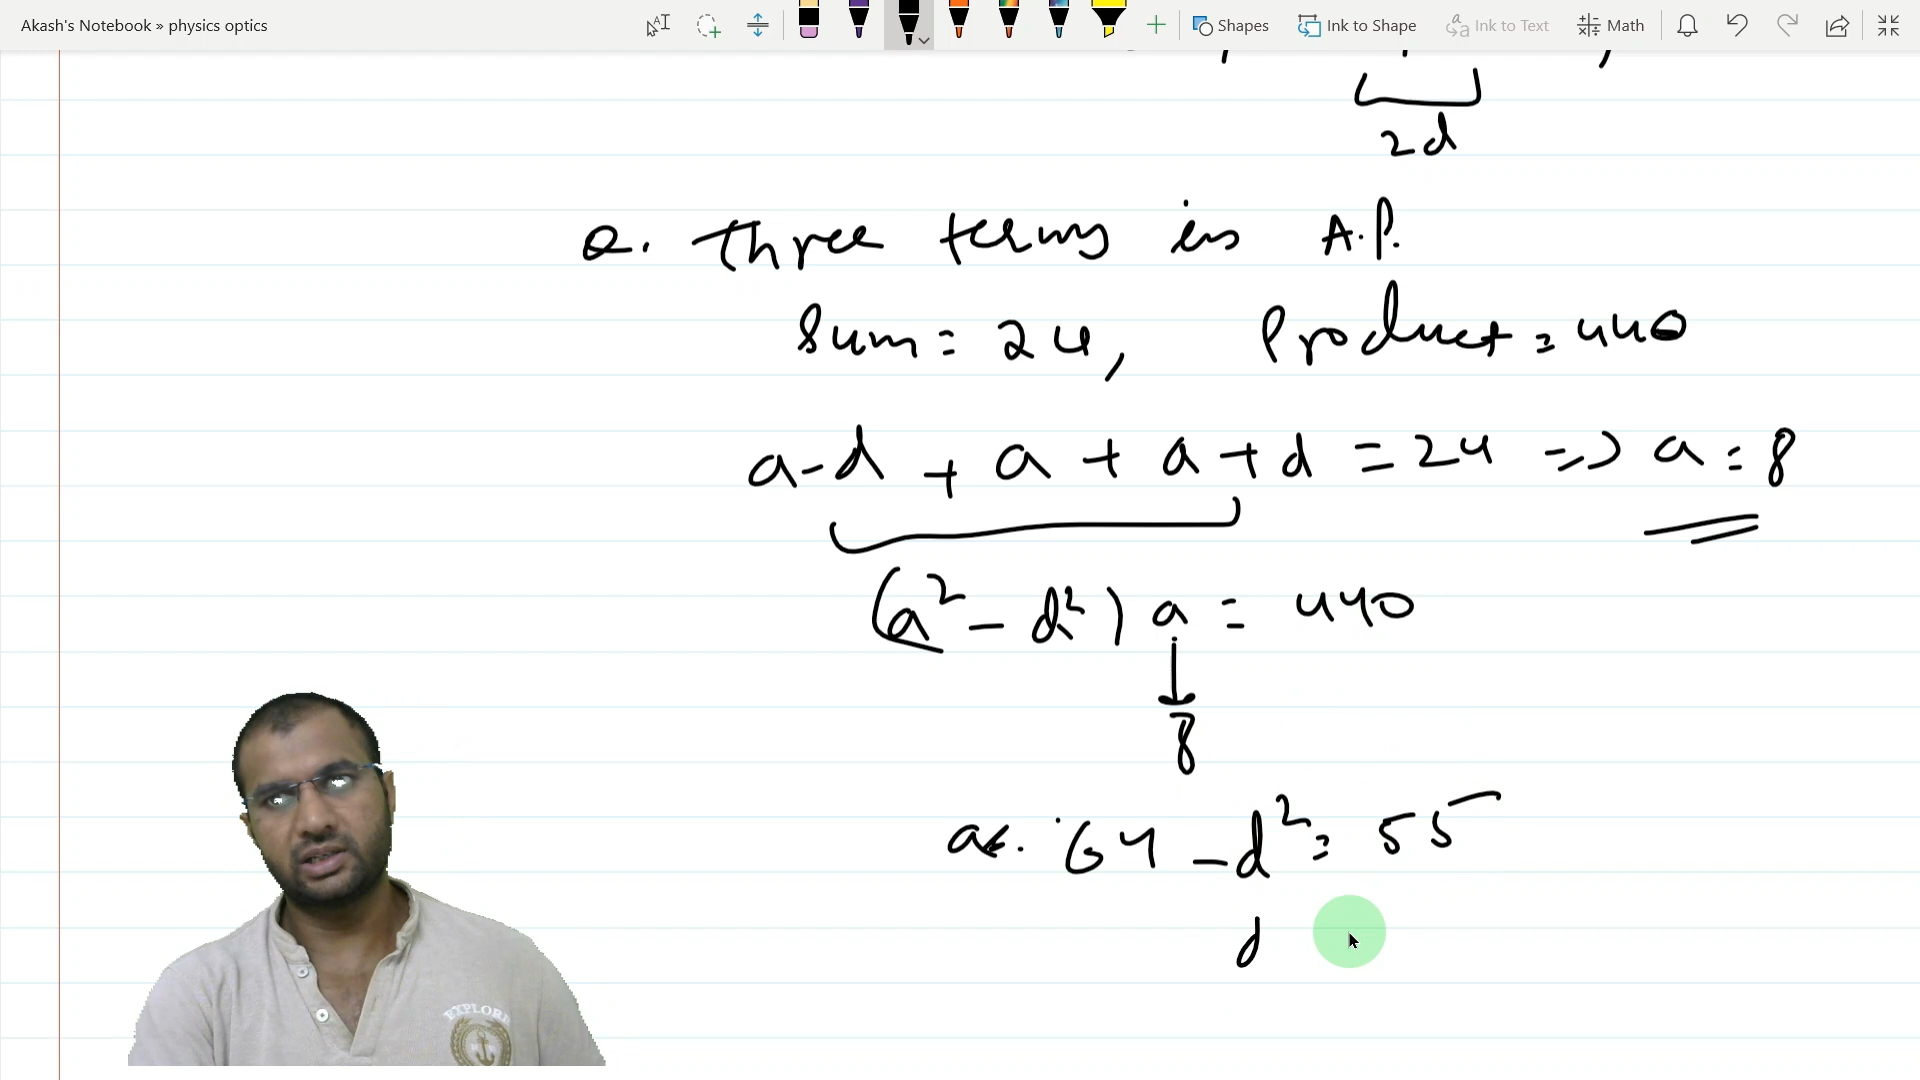 Akash's Notebook » physics optics
Shapes
Ink to Shape
Ink to Text
Math
2d
Q. Three terms in A.P.
Sum = 24, Product = 440
a-d + a + a + d = 24 => a = 8
(a² - d²) a = 440
↓
8
64 - d² = 55
d
EXPLOR